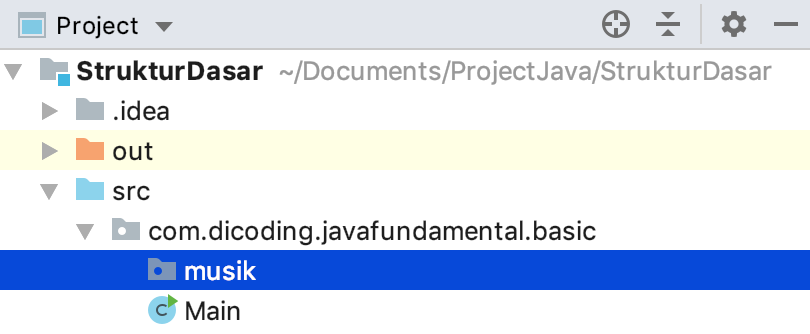 Project
StrukturDasar ~/Documents/ProjectJava/StrukturDasar
.idea
out
src
com.dicoding.javafundamental.basic
musik
C Main